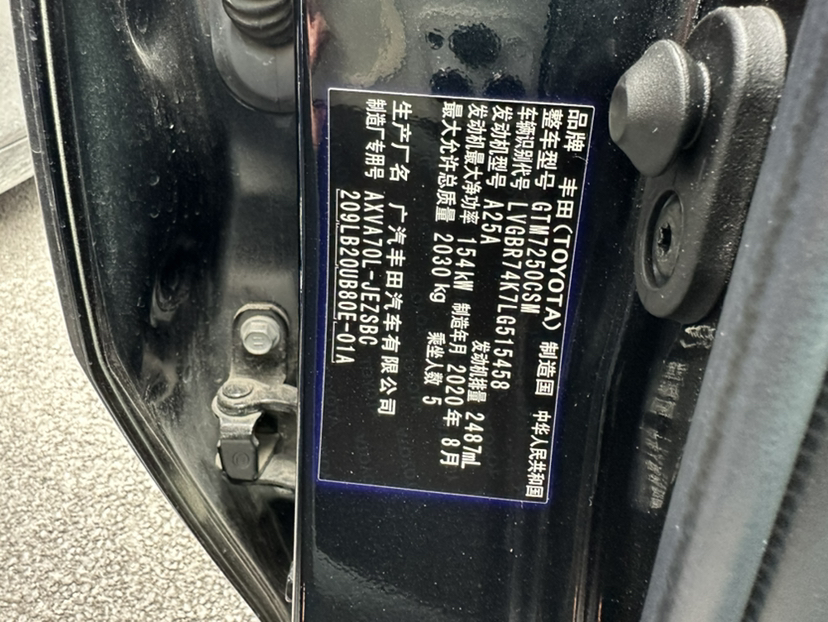 品牌 丰田(TOYOTA) 制造国 中华人民共和国
整车型号 GTM7250CSM
车辆识别代号 LVGBR74K7LG515458
发动机型号 A25A 发动机排量 2487mL
发动机最大净功率 154kW 制造年月 2020年 8月
最大允许总质量 2030kg 乘坐人数 5
生产厂名 广汽丰田汽车有限公司
制造厂专用号 AXVA70L-JEZSBC
209LB20UB80E-01A